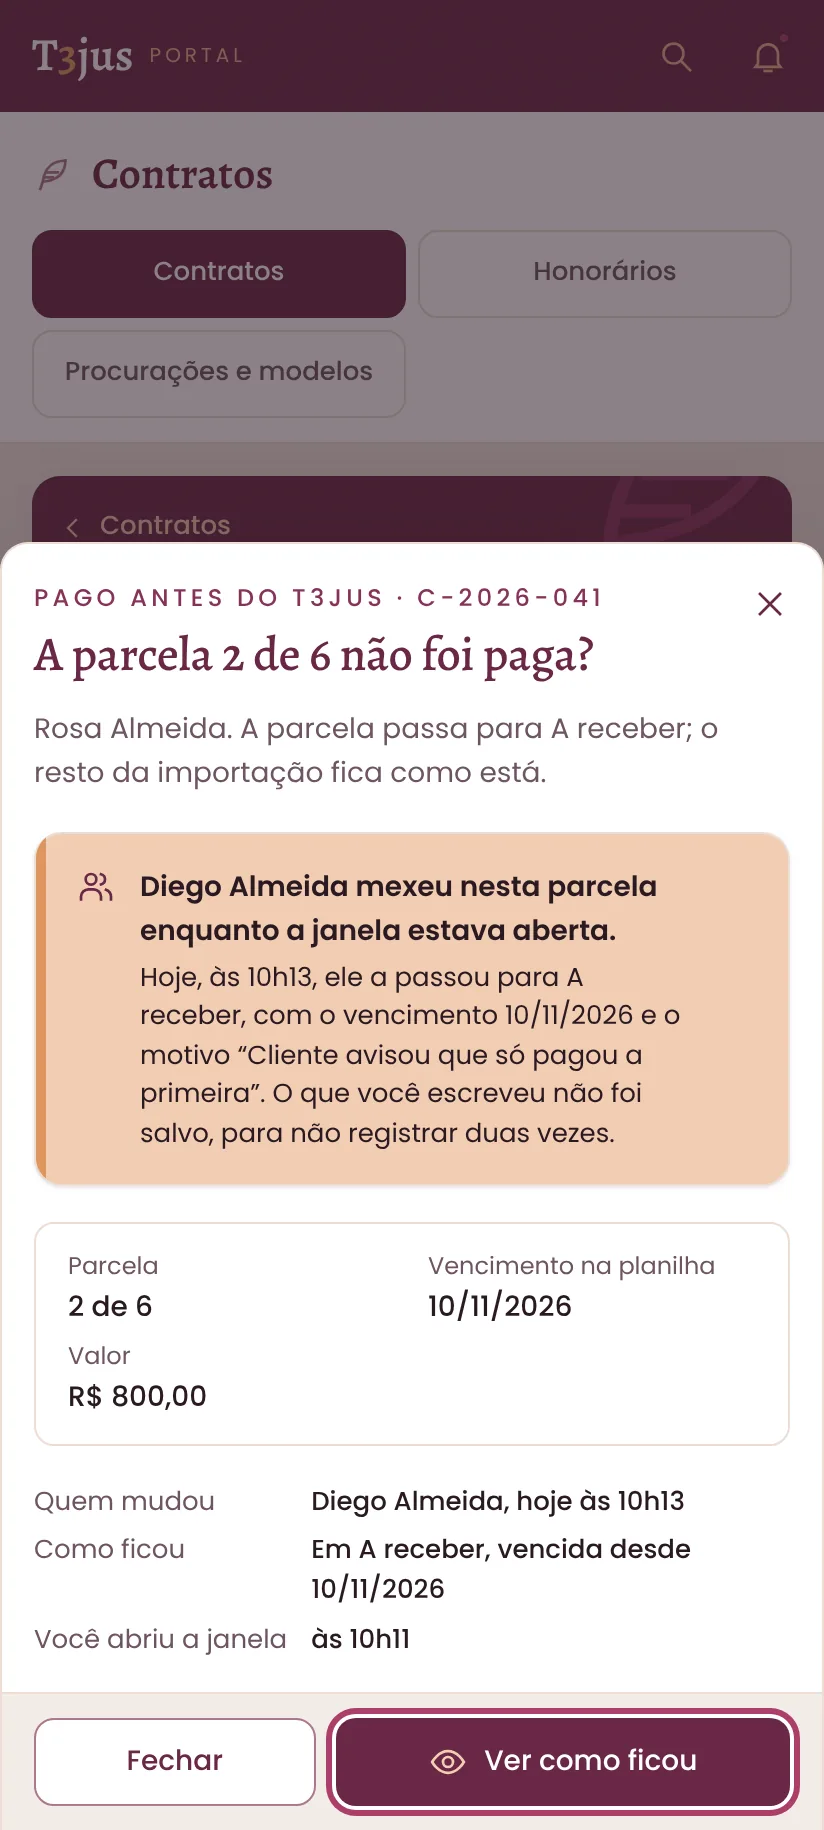 T3jus PORTAL
Contratos
Contratos
Honorários
Procurações e modelos
Contratos
PAGO ANTES DO T3JUS · C-2026-041
A parcela 2 de 6 não foi paga?
Rosa Almeida. A parcela passa para A receber; o
resto da importação fica como está.
Diego Almeida mexeu nesta parcela
enquanto a janela estava aberta.
Hoje, às 10h13, ele a passou para A
receber, com o vencimento 10/11/2026 e o
motivo “Cliente avisou que só pagou a
primeira”. O que você escreveu não foi
salvo, para não registrar duas vezes.
Parcela
2 de 6
Vencimento na planilha
10/11/2026
Valor
R$ 800,00
Quem mudou
Diego Almeida, hoje às 10h13
Como ficou
Em A receber, vencida desde
10/11/2026
Você abriu a janela
às 10h11
Fechar
Ver como ficou